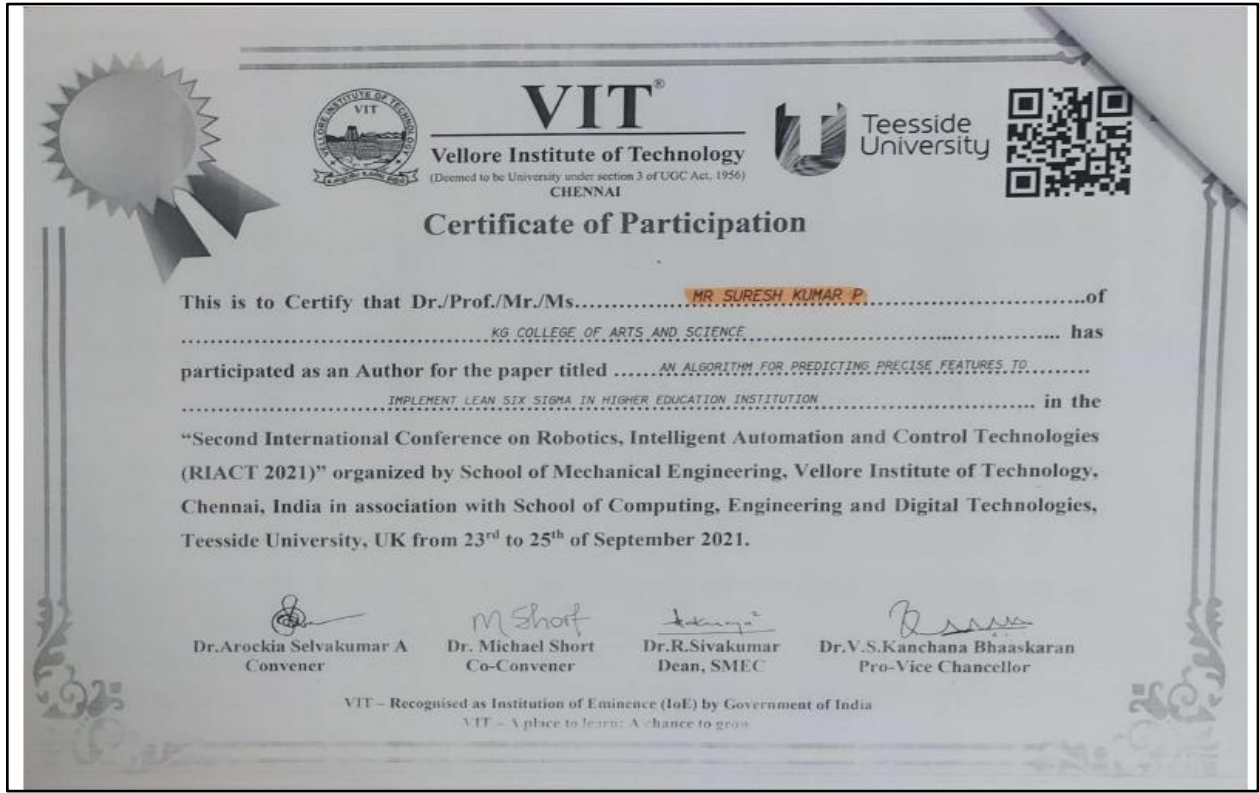 VELLORE INSTITUTE OF TECHNOLOGY
VIT
VIT®
Vellore Institute of Technology
(Deemed to be University under section 3 of UGC Act, 1956)
CHENNAI
Teesside
University
Certificate of Participation
This is to Certify that Dr./Prof./Mr./Ms.................MR SURESH KUMAR P.................................of
.............................................KG COLLEGE OF ARTS AND SCIENCE............................................. has
participated as an Author for the paper titled ......AN ALGORITHM FOR PREDICTING PRECISE FEATURES TO.........
..............................IMPLEMENT LEAN SIX SIGMA IN HIGHER EDUCATION INSTITUTION................................ in the
“Second International Conference on Robotics, Intelligent Automation and Control Technologies
(RIACT 2021)” organized by School of Mechanical Engineering, Vellore Institute of Technology,
Chennai, India in association with School of Computing, Engineering and Digital Technologies,
Teesside University, UK from 23rd to 25th of September 2021.
M Short
Dr.Arockia Selvakumar A Dr. Michael Short Dr.R.Sivakumar Dr.V.S.Kanchana Bhaaskaran
Convener Co-Convener Dean, SMEC Pro-Vice Chancellor
VIT – Recognised as Institution of Eminence (IoE) by Government of India
VIT – A place to learn; A chance to grow